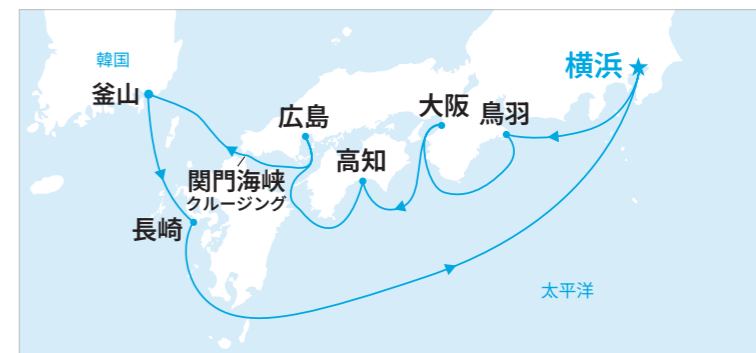 韓国
横浜
釜山
大阪
鳥羽
広島
高知
関門海峡
クルージング
長崎
太平洋